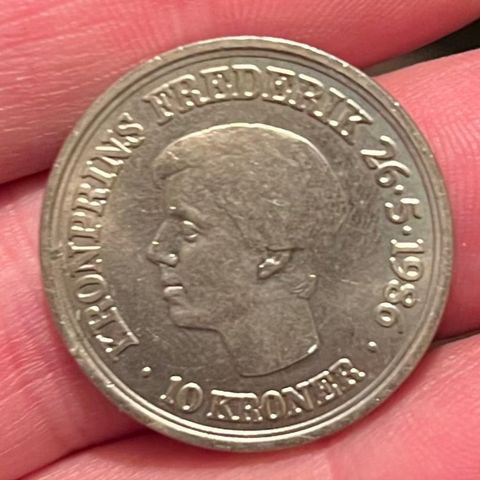 KRONPRINS FREDERIK 26·5·1986
· 10 KRONER ·